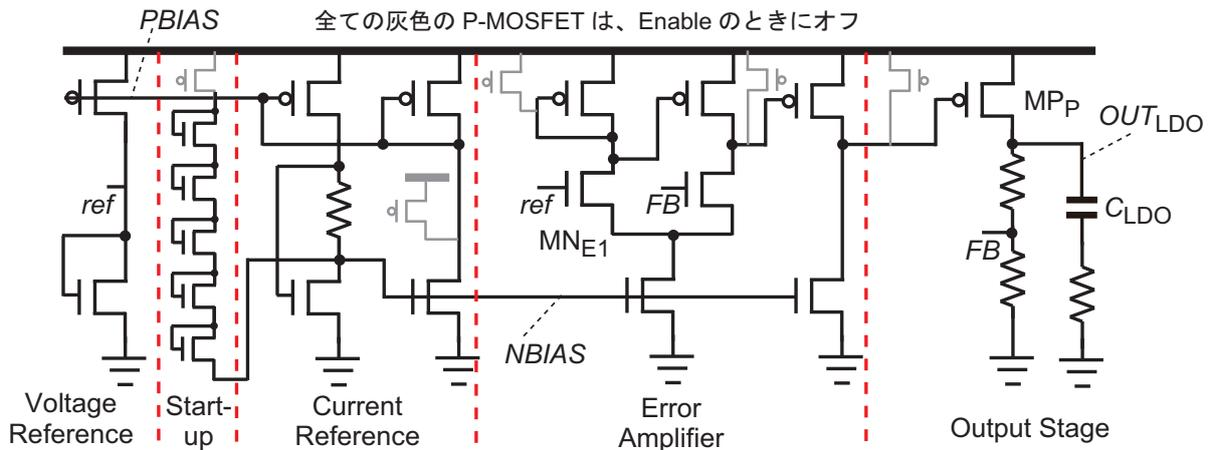 PBIAS
全ての灰色の P-MOSFET は、Enable のときにオフ
MPP
OUTLDO
ref
ref
FB
CLDO
MNE1
FB
NBIAS
Voltage
Reference
Start-
up
Current
Reference
Error
Amplifier
Output Stage